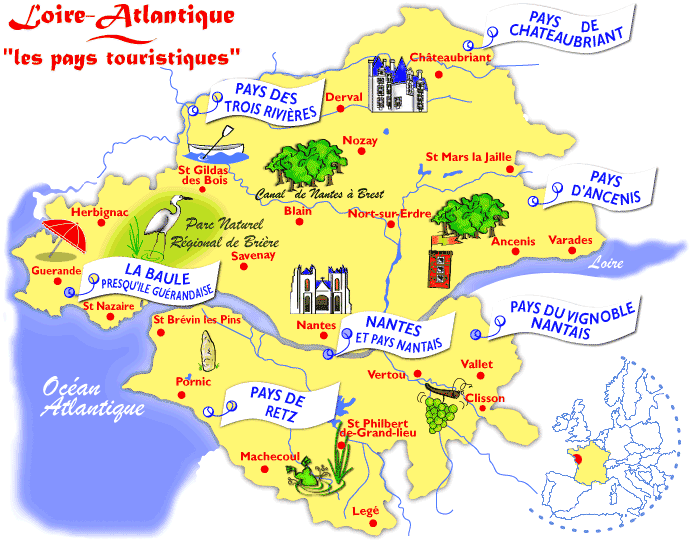 Loire-Atlantique
"les pays touristiques"
PAYS DE
CHATEAUBRIANT
Châteaubriant
PAYS DES
TROIS RIVIÈRES
Derval
Nozay
St Mars la Jaille
St Gildas
des Bois
Canal de Nantes à Brest
PAYS
D'ANCENIS
Herbignac
Parc Naturel
Régional de Brière
Blain
Nort-sur-Erdre
Ancenis
Varades
Savenay
Loire
Guerande
LA BAULE
PRESQU'ILE GUÉRANDAISE
St Nazaire
St Brévin les Pins
Nantes
NANTES
ET PAYS NANTAIS
PAYS DU VIGNOBLE
NANTAIS
Océan
Atlantique
Pornic
Vertou
Vallet
Clisson
PAYS DE
RETZ
St Philbert
de-Grand-lieu
Machecoul
Legé